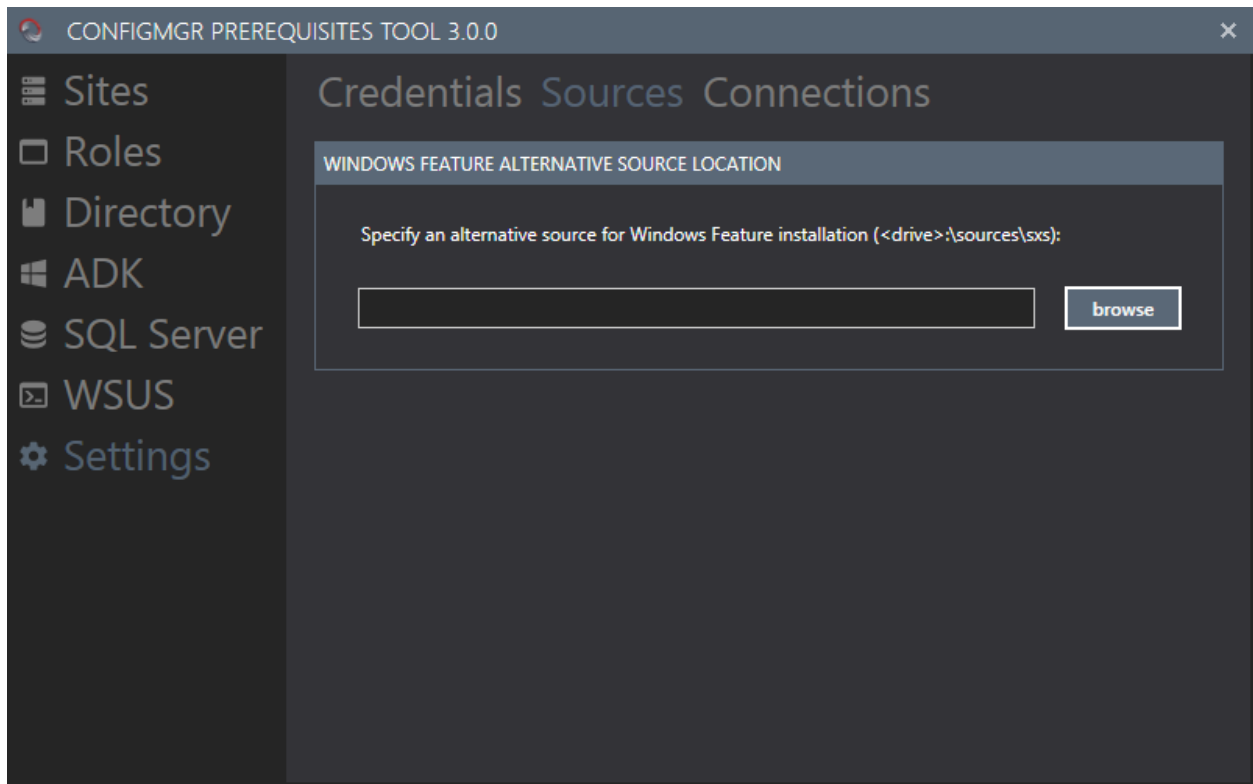 CONFIGMGR PREREQUISITES TOOL 3.0.0
Sites
Roles
Directory
ADK
SQL Server
WSUS
Settings
Credentials Sources Connections
WINDOWS FEATURE ALTERNATIVE SOURCE LOCATION
Specify an alternative source for Windows Feature installation (<drive>:\sources\sxs):
browse